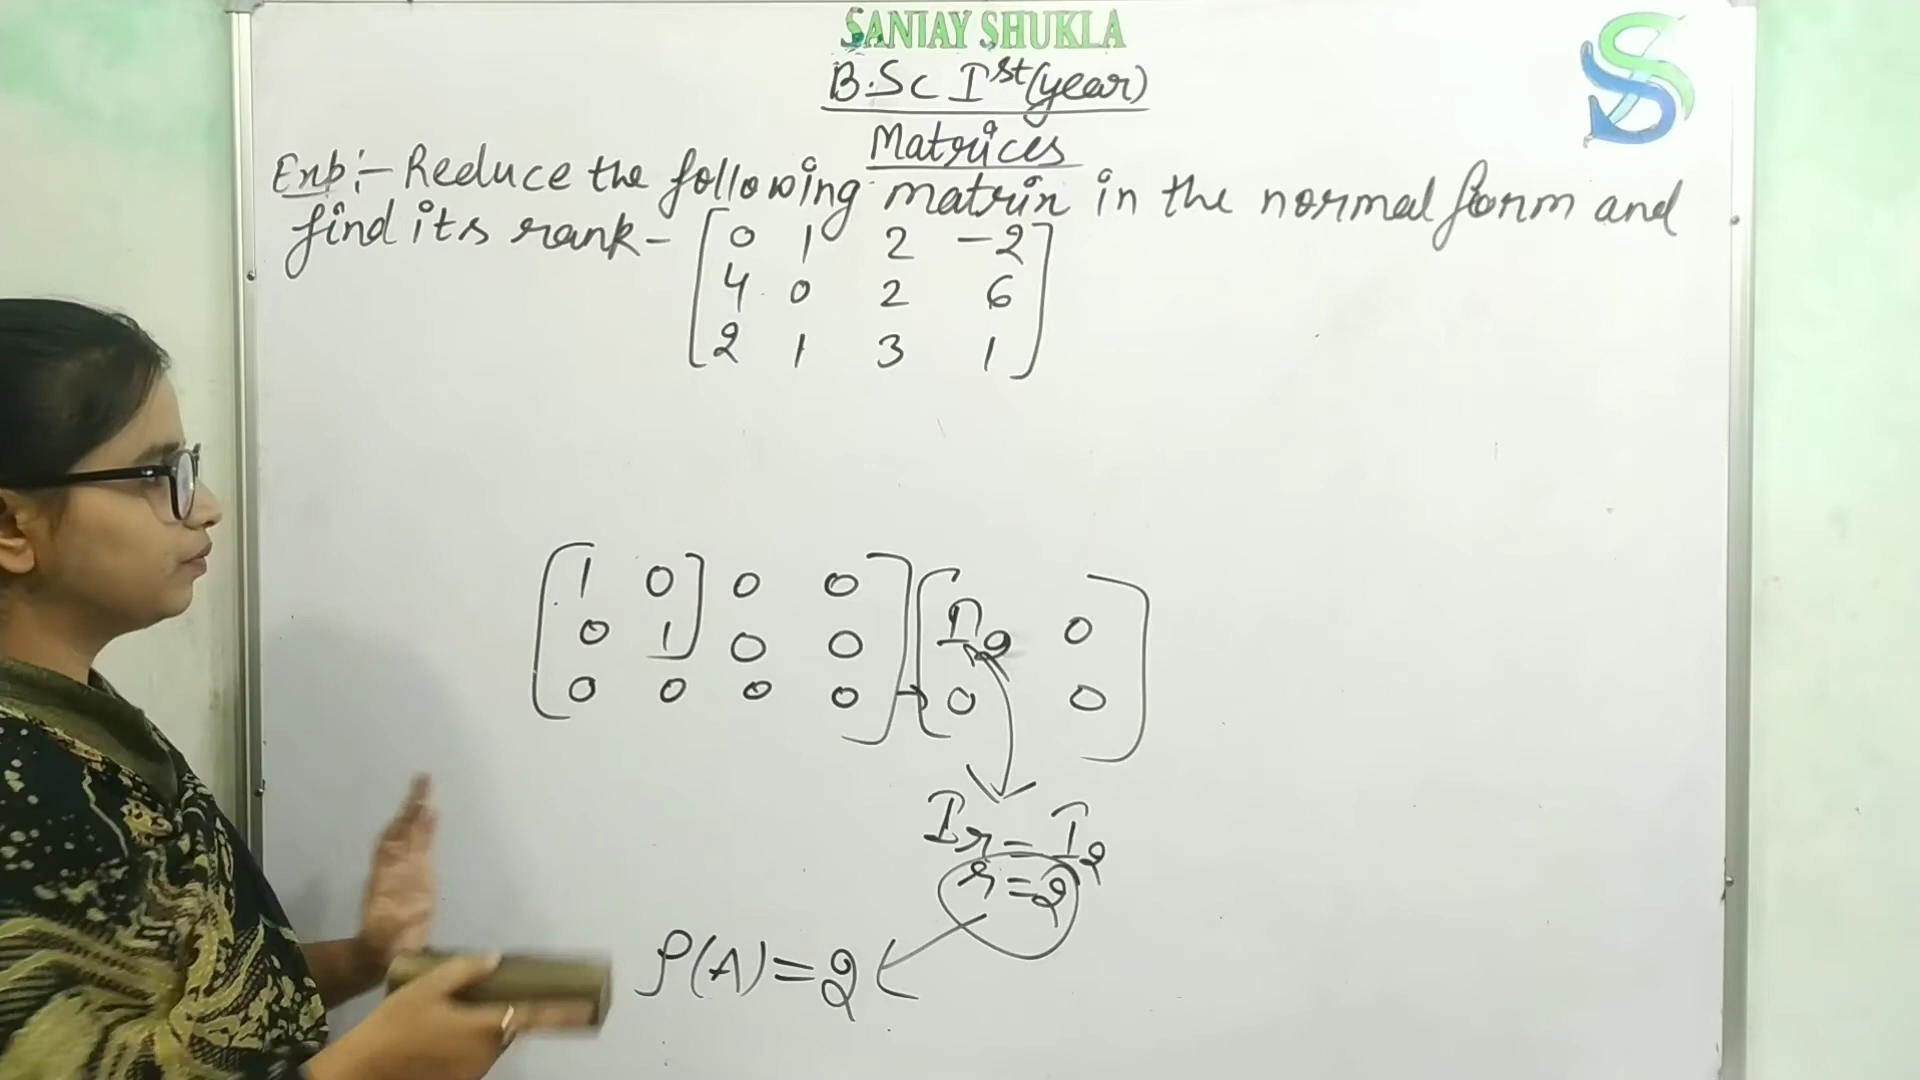 SANJAY SHUKLA
B.Sc Ist (year)
Matrices
Exp:- Reduce the following matrix in the normal form and
find its rank-
0 1 2 -2
4 0 2 6
2 1 3 1
1 0 0 0
0 1 0 0
0 0 0 0
I2 0
0 0
Ir = I2
r=2
ρ(A)=2